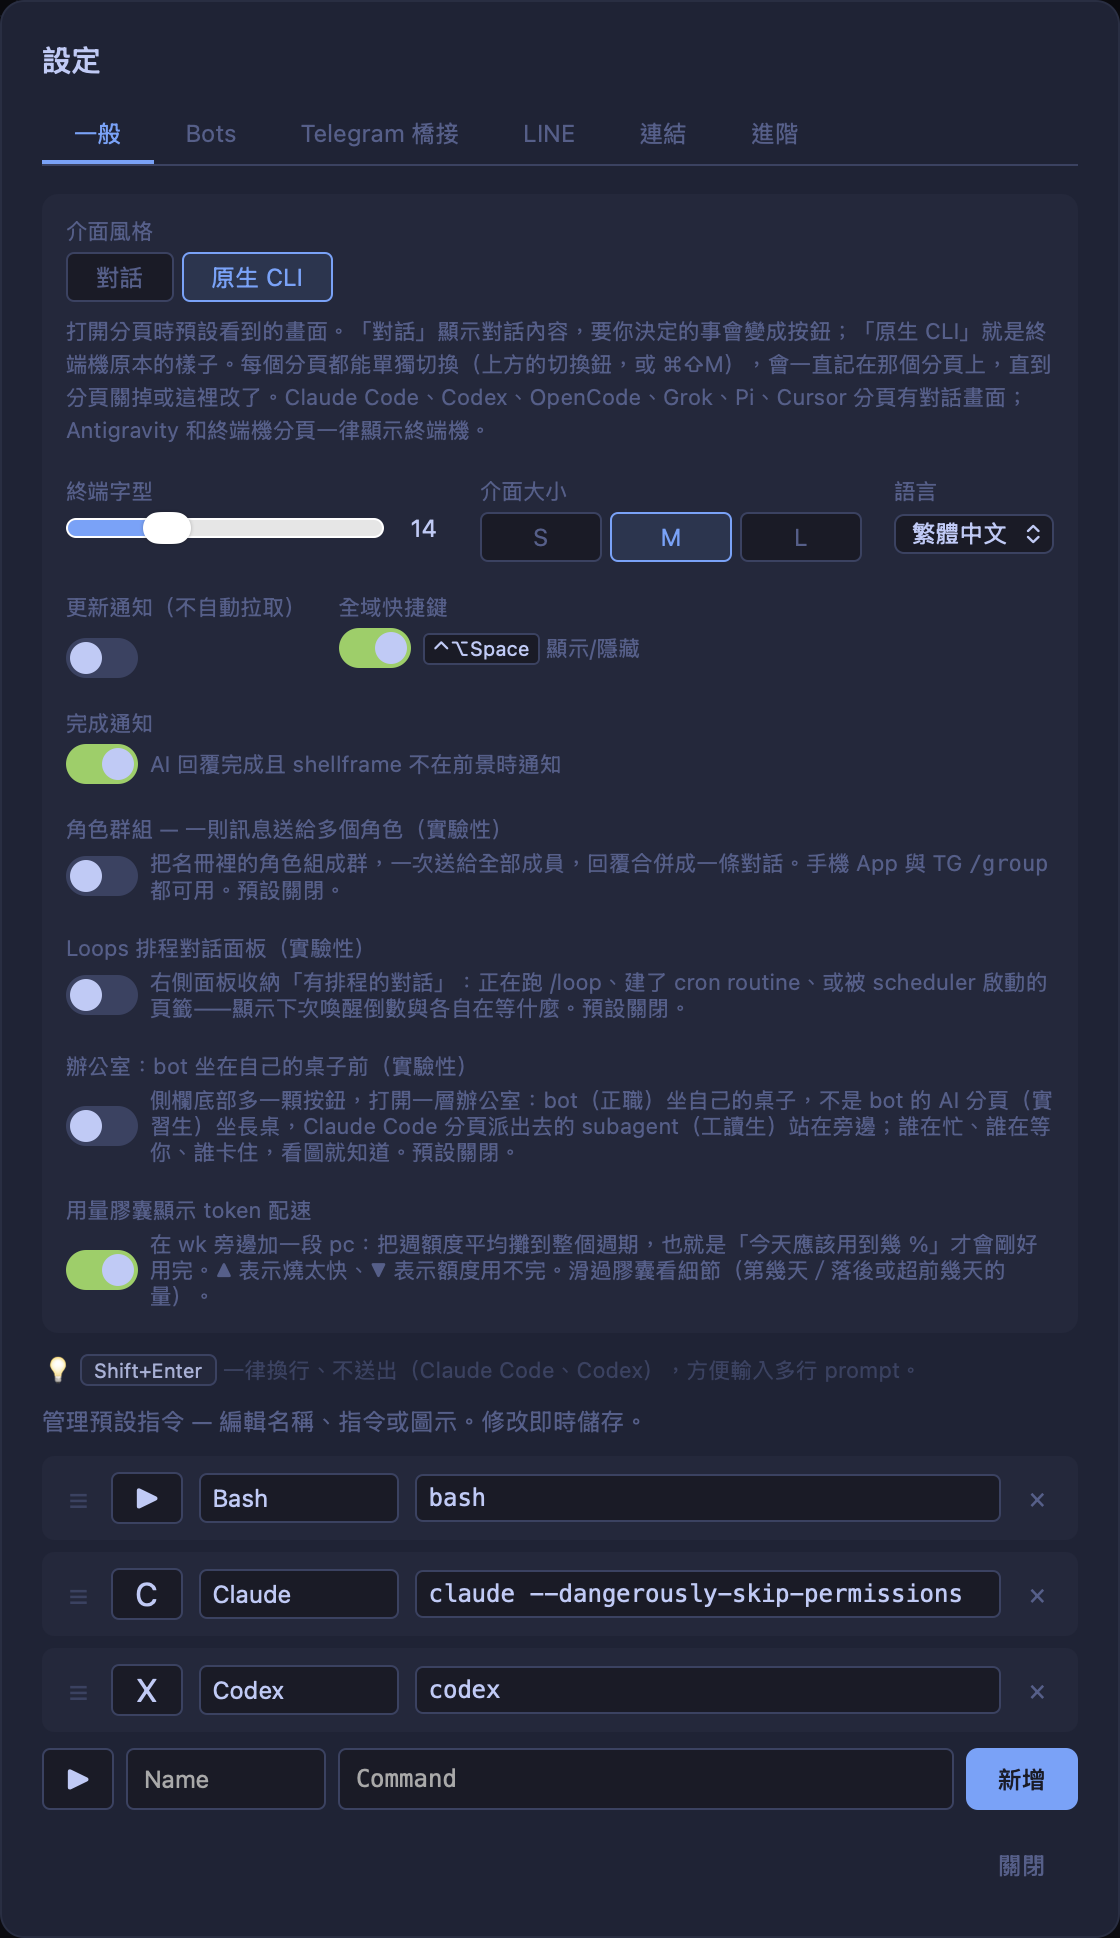 設定
一般 Bots Telegram 橋接 LINE 連結 進階
介面風格
對話 原生 CLI
打開分頁時預設看到的畫面。「對話」顯示對話內容，要你決定的事會變成按鈕；「原生 CLI」就是終
端機原本的樣子。每個分頁都能單獨切換（上方的切換鈕，或 ⌘⇧M），會一直記在那個分頁上，直到
分頁關掉或這裡改了。Claude Code、Codex、OpenCode、Grok、Pi、Cursor 分頁有對話畫面；
Antigravity 和終端機分頁一律顯示終端機。
終端字型 介面大小 語言
14 S M L 繁體中文
更新通知（不自動拉取） 全域快捷鍵
^⌥Space 顯示/隱藏
完成通知
AI 回覆完成且 shellframe 不在前景時通知
角色群組 — 一則訊息送給多個角色（實驗性）
把名冊裡的角色組成群，一次送給全部成員，回覆合併成一條對話。手機 App 與 TG /group
都可用。預設關閉。
Loops 排程對話面板（實驗性）
右側面板收納「有排程的對話」：正在跑 /loop、建了 cron routine、或被 scheduler 啟動的
頁籤——顯示下次喚醒倒數與各自在等什麼。預設關閉。
辦公室：bot 坐在自己的桌子前（實驗性）
側欄底部多一顆按鈕，打開一層辦公室：bot（正職）坐自己的桌子，不是 bot 的 AI 分頁（實
習生）坐長桌，Claude Code 分頁派出去的 subagent（工讀生）站在旁邊；誰在忙、誰在等
你、誰卡住，看圖就知道。預設關閉。
用量膠囊顯示 token 配速
在 wk 旁邊加一段 pc：把週額度平均攤到整個週期，也就是「今天應該用到幾 %」才會剛好
用完。▲ 表示燒太快、▼ 表示額度用不完。滑過膠囊看細節（第幾天 / 落後或超前幾天的
量）。
💡 Shift+Enter 一律換行、不送出（Claude Code、Codex），方便輸入多行 prompt。
管理預設指令 — 編輯名稱、指令或圖示。修改即時儲存。
≡ ▶ Bash bash ×
≡ C Claude claude --dangerously-skip-permissions ×
≡ X Codex codex ×
▶ Name Command 新增
關閉